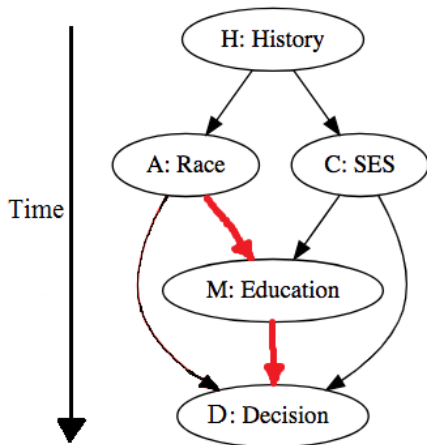 H: History
A: Race
C: SES
Time
M: Education
D: Decision